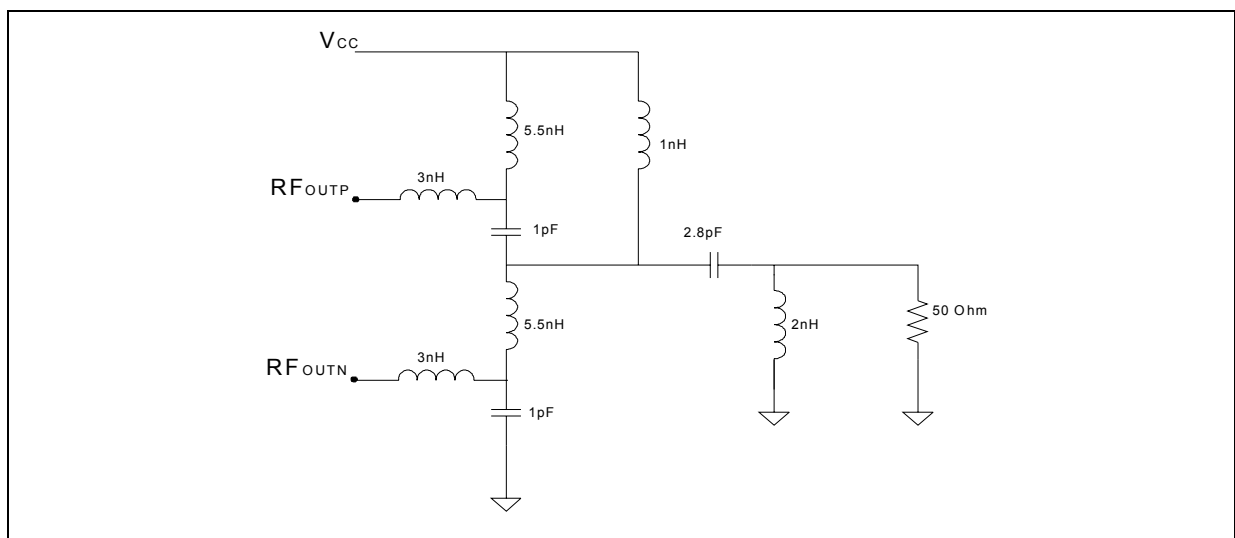 VCC
5.5nH
1nH
3nH
RFOUTP
1pF
2.8pF
5.5nH
2nH
50 Ohm
3nH
RFOUTN
1pF